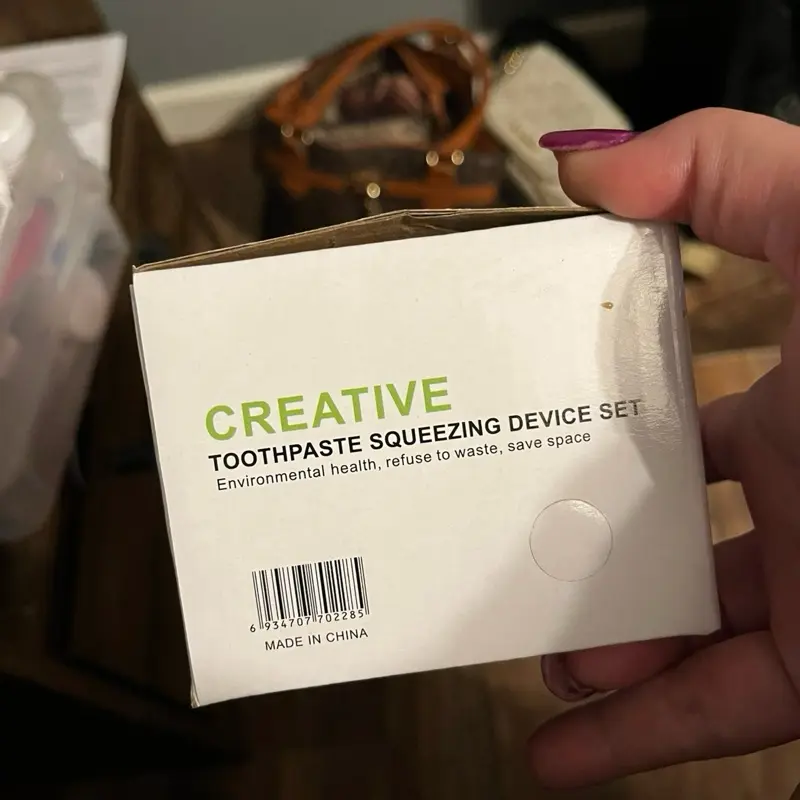 CREATIVE
TOOTHPASTE SQUEEZING DEVICE SET
Environmental health, refuse to waste, save space
6 934707 702285
MADE IN CHINA